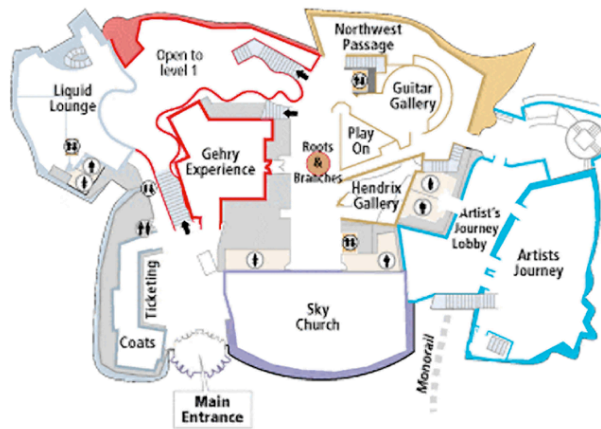 Northwest
Passage
Open to
level 1
Liquid
Lounge
Guitar
Gallery
Play
On
Roots
&
Branches
Gehry
Experience
Hendrix
Gallery
Artist's
Journey
Lobby
Artists
Journey
Ticketing
Coats
Sky
Church
Monorail
Main
Entrance